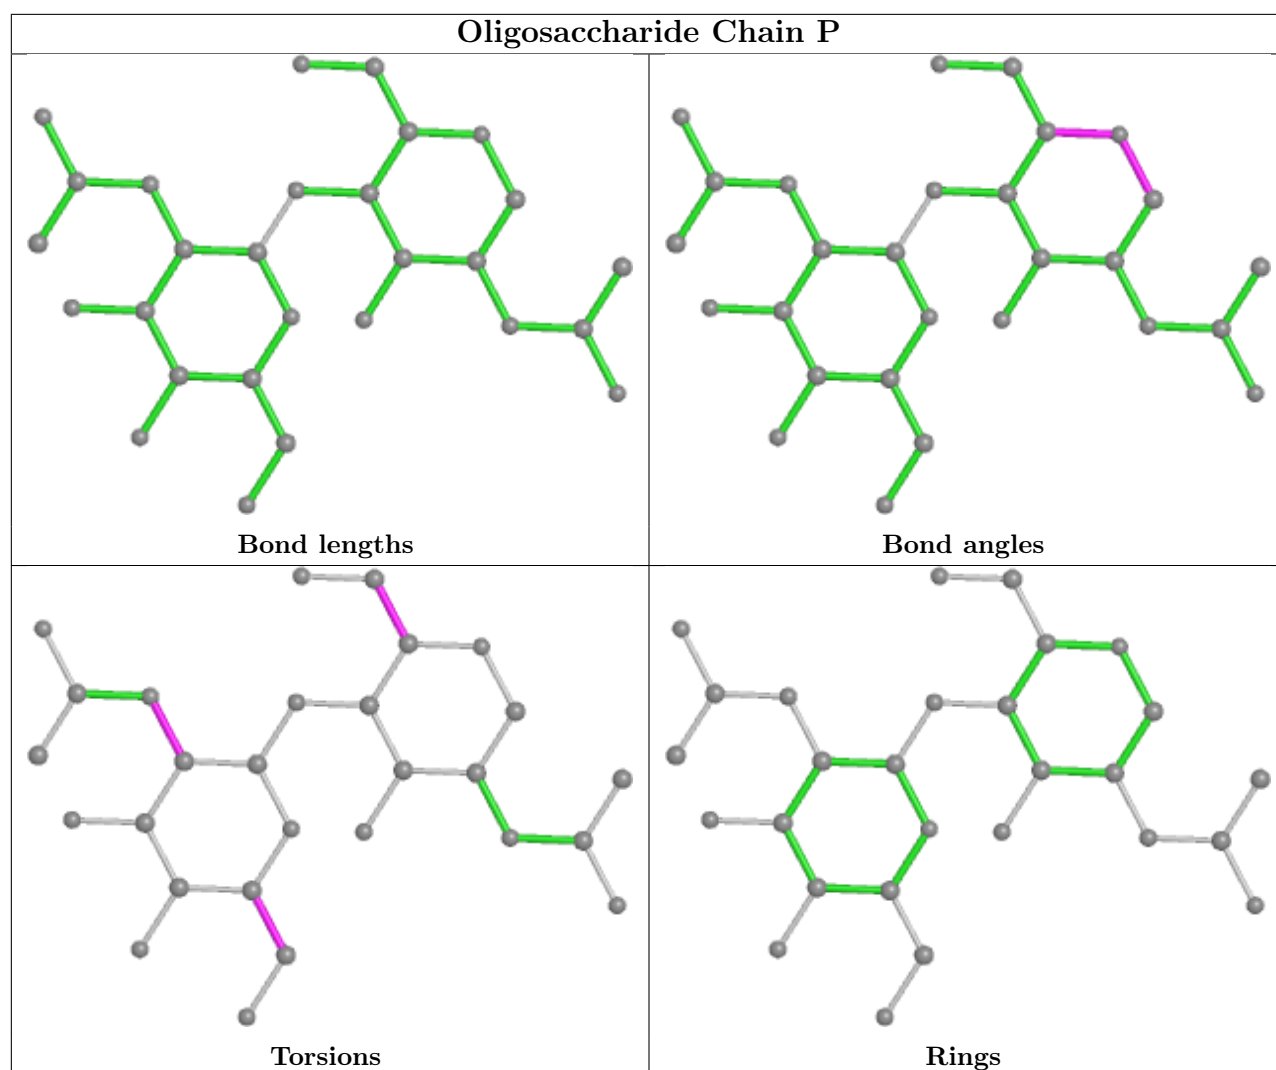 Oligosaccharide Chain P
Bond lengths
Bond angles
Torsions
Rings